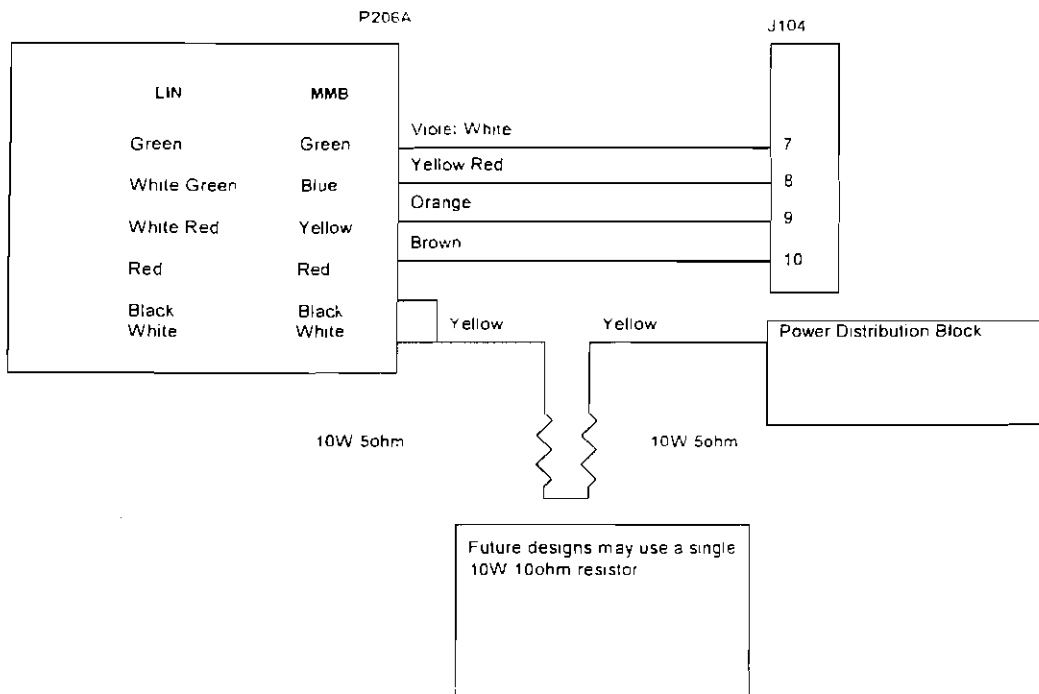 P206A
J104
LIN
MMB
Green
Green
Violet White
7
White Green
Blue
Yellow Red
8
White Red
Yellow
Orange
9
Red
Red
Brown
10
Black
White
Black
White
Yellow
Yellow
Power Distribution Block
10W 5ohm
10W 5ohm
Future designs may use a single
10W 10ohm resistor